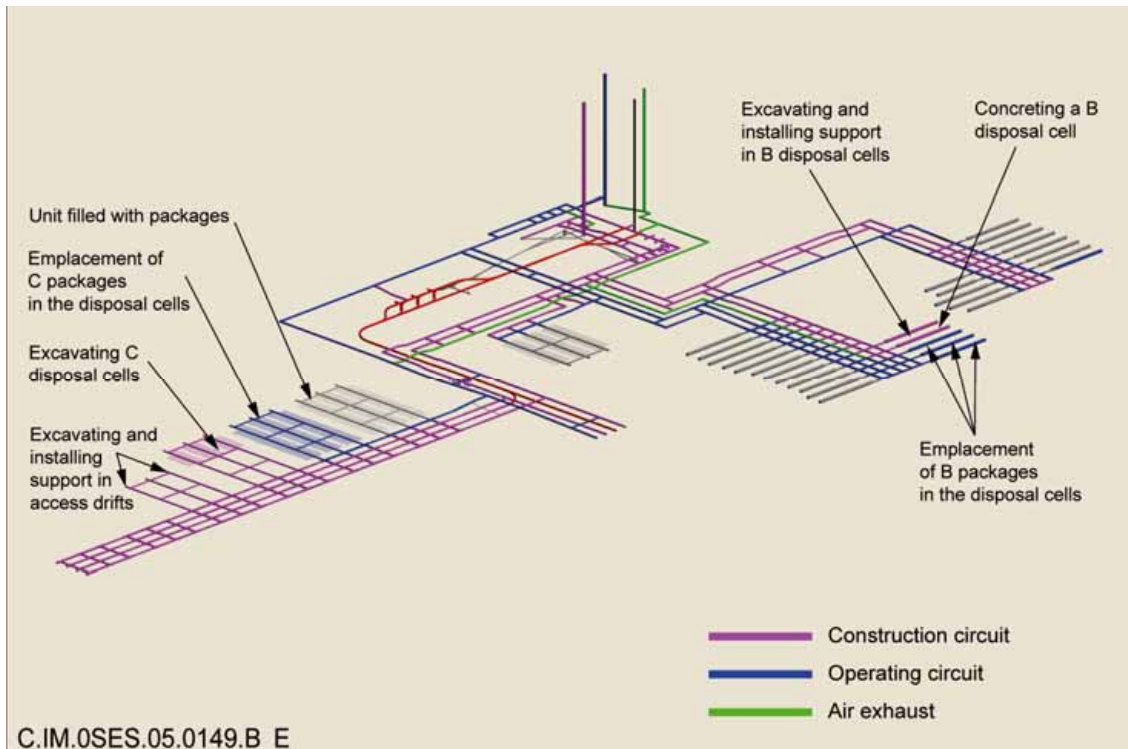 Excavating and
installing support
in B disposal cells
Concreting a B
disposal cell
Unit filled with packages
Emplacement of
C packages
in the disposal cells
Excavating C
disposal cells
Excavating and
installing
support in
access drifts
Emplacement
of B packages
in the disposal cells
Construction circuit
Operating circuit
Air exhaust
C.IM.0SES.05.0149.B E